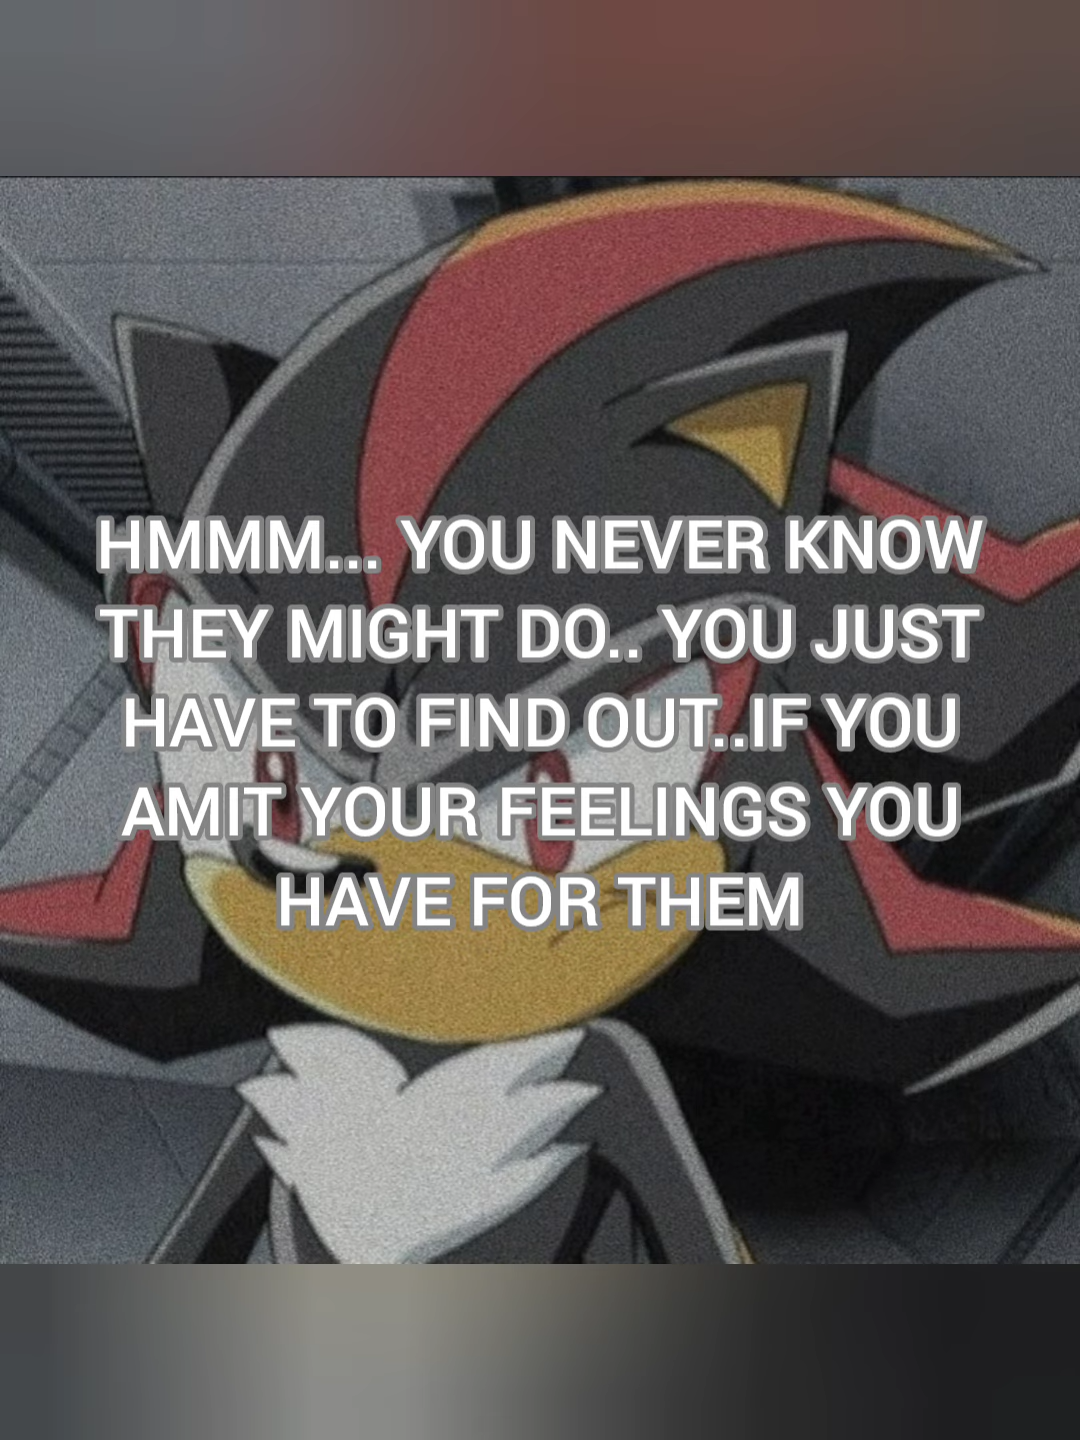 HMMM... YOU NEVER KNOW
THEY MIGHT DO.. YOU JUST
HAVE TO FIND OUT..IF YOU
AMIT YOUR FEELINGS YOU
HAVE FOR THEM